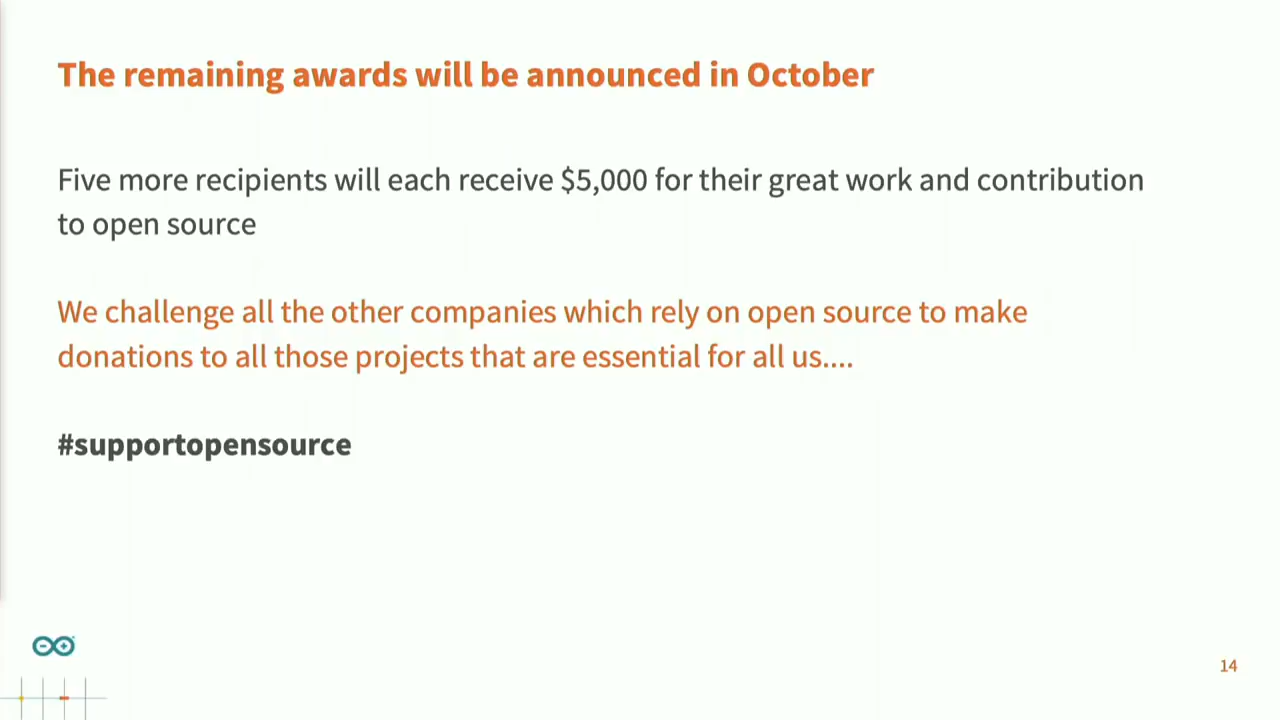 The remaining awards will be announced in October
Five more recipients will each receive $5,000 for their great work and contribution
to open source
We challenge all the other companies which rely on open source to make
donations to all those projects that are essential for all us....
#supportopensource
14